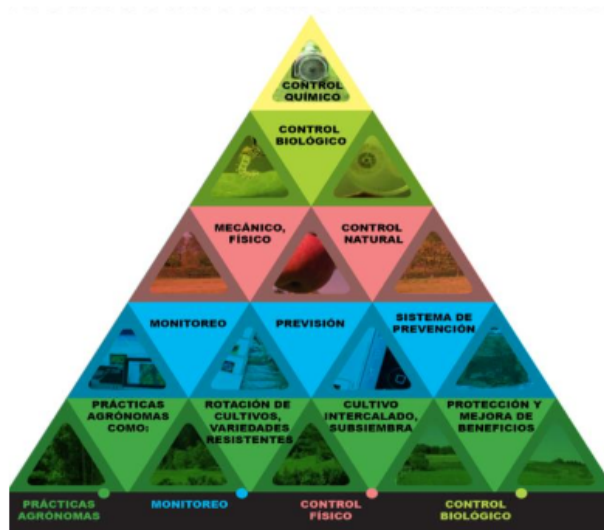 CONTROL
QUÍMICO
CONTROL
BIOLÓGICO
MECÁNICO,
FÍSICO
CONTROL
NATURAL
MONITOREO
PREVISIÓN
SISTEMA DE
PREVENCIÓN
PRÁCTICAS
AGRÓNOMAS
COMO:
ROTACIÓN DE
CULTIVOS,
VARIEDADES
RESISTENTES
CULTIVO
INTERCALADO,
SUBSIEMBRA
PROTECCIÓN Y
MEJORA DE
BENEFICIOS
PRÁCTICAS
AGRÓNOMAS
MONITOREO
CONTROL
FÍSICO
CONTROL
BIOLÓGICO